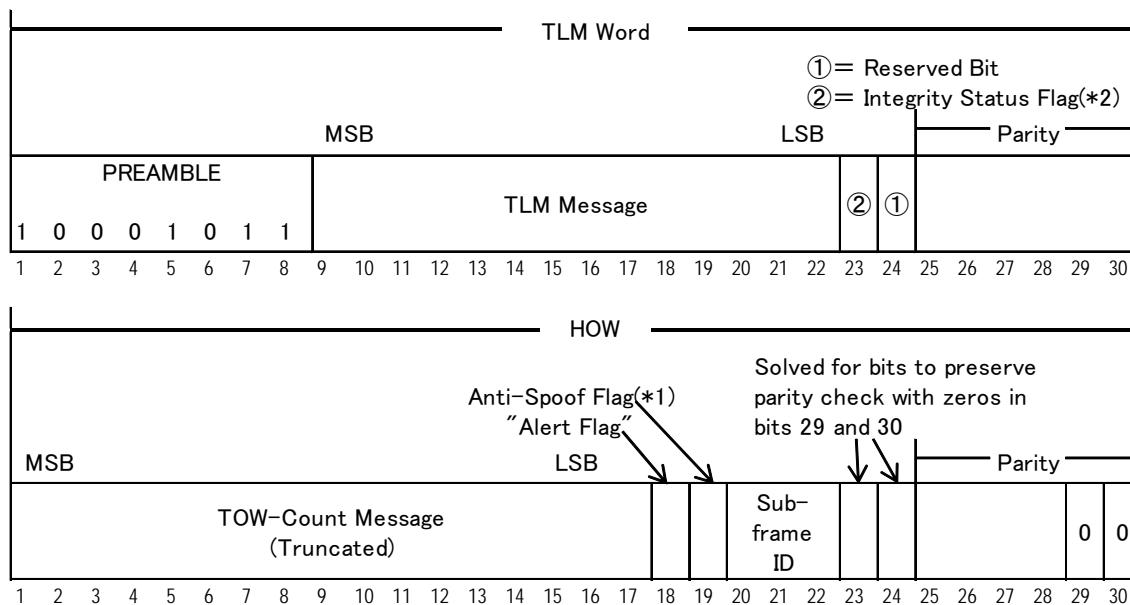 TLM Word
①= Reserved Bit
②= Integrity Status Flag(*2)
MSB LSB Parity
PREAMBLE
TLM Message ② ①
1 0 0 0 1 0 1 1
1 2 3 4 5 6 7 8 9 10 11 12 13 14 15 16 17 18 19 20 21 22 23 24 25 26 27 28 29 30
HOW
Solved for bits to preserve
parity check with zeros in
bits 29 and 30
Anti-Spoof Flag(*1)
"Alert Flag"
MSB LSB Parity
TOW-Count Message
(Truncated)
Sub-
frame
ID
0 0
1 2 3 4 5 6 7 8 9 10 11 12 13 14 15 16 17 18 19 20 21 22 23 24 25 26 27 28 29 30